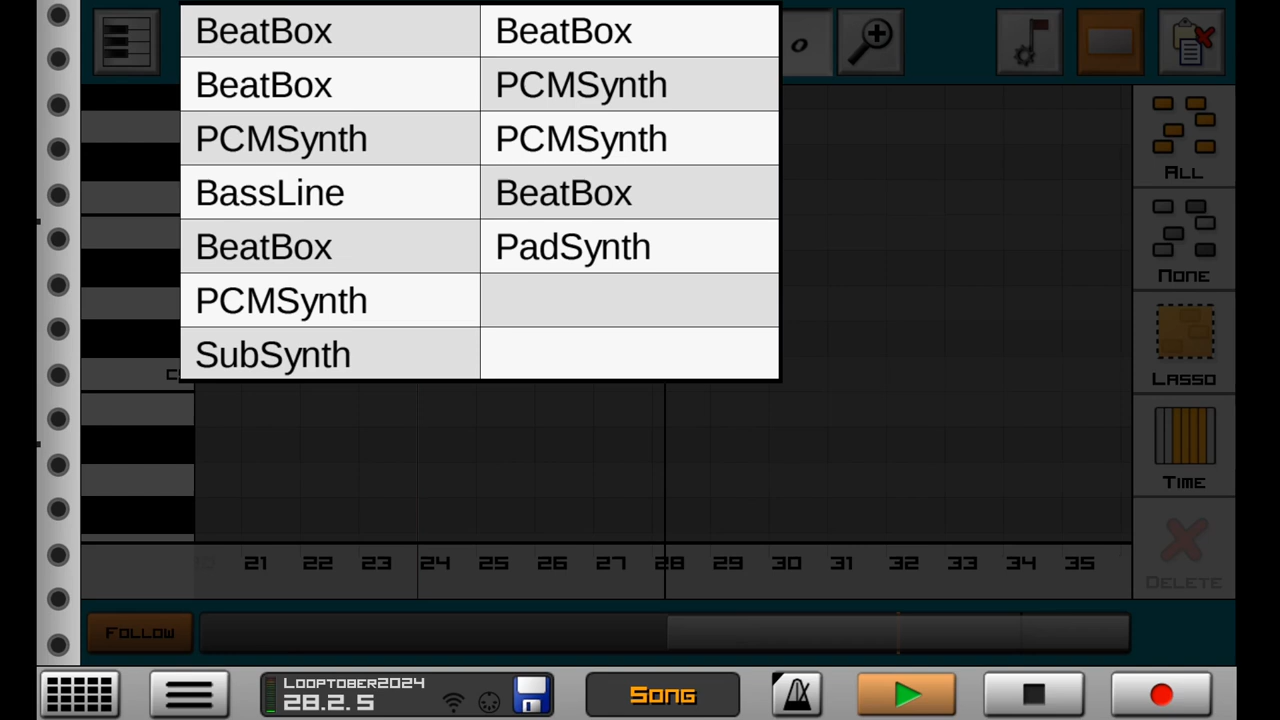 BeatBox BeatBox
BeatBox PCMSynth
PCMSynth PCMSynth
BassLine BeatBox
BeatBox PadSynth
PCMSynth
SubSynth
All
None
Lasso
Time
Delete
21 22 23 24 25 26 27 28 29 30 31 32 33 34 35
Follow
Looptober2024
28.2.5
Song